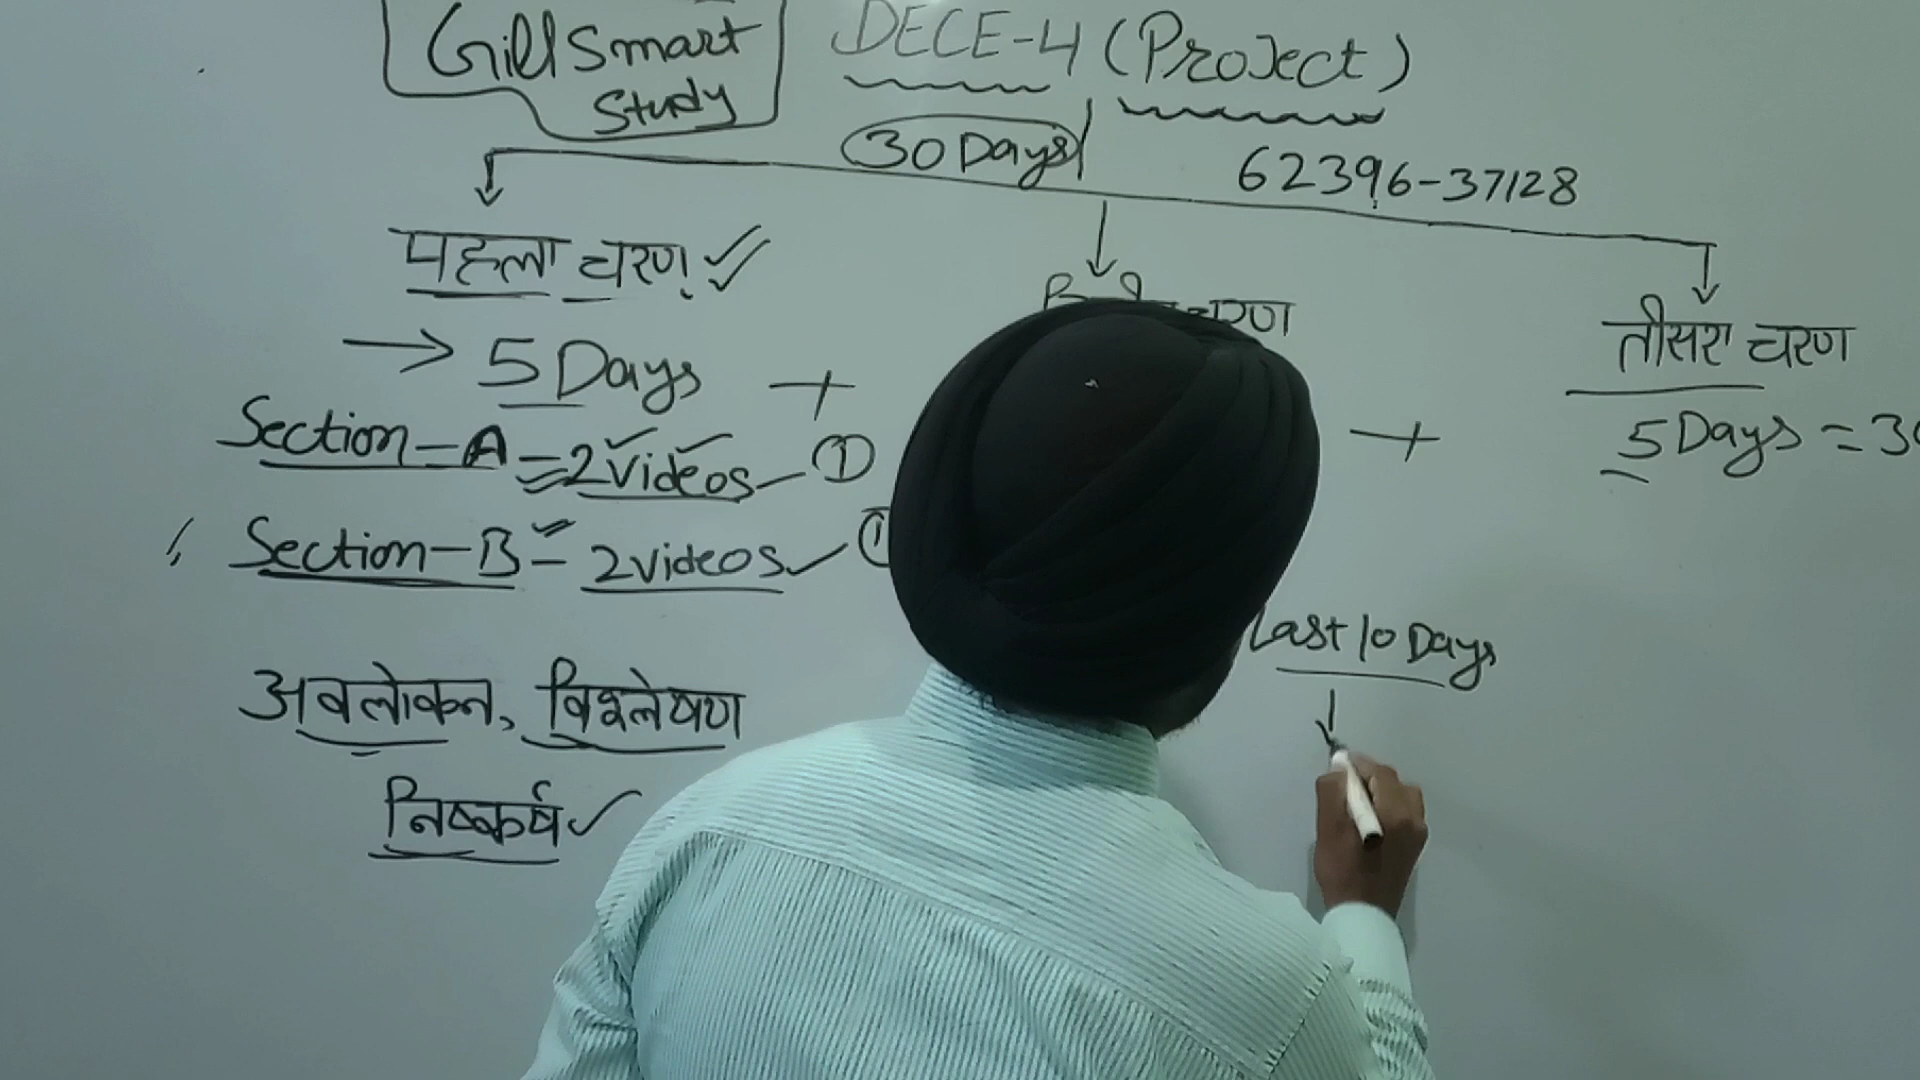 Gill Smart
Study
DECE-4 (Project)
30 Days
62396-37128
पहला चरण
चरण
तीसरा चरण
→ 5 Days +
+
5 Days = 3
Section-A = 2 Videos - ①
Section-B = 2 videos
Last 10 Days
अवलोकन, विश्लेषण
निष्कर्ष